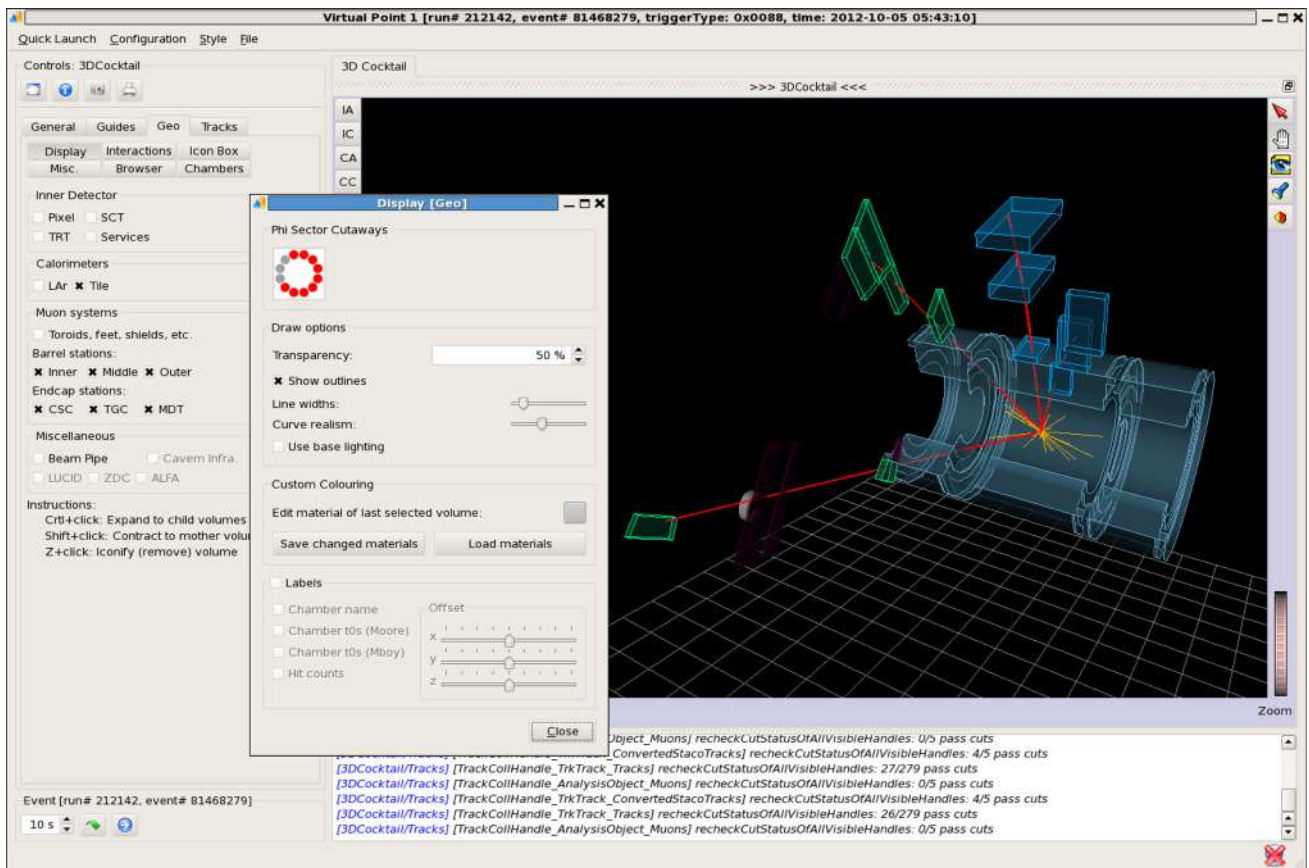 Virtual Point 1 [run# 212142, event# 81468279, triggerType: 0x0088, time: 2012-10-05 05:43:10]
Quick Launch Configuration Style File
Controls: 3DCocktail
General Guides Geo Tracks
Display Interactions Icon Box
Misc. Browser Chambers
Inner Detector
Pixel SCT
TRT Services
Calorimeters
LAr Tile
Muon systems
Toroids, feet, shields, etc.
Barrel stations:
Inner Middle Outer
Endcap stations:
CSC TGC MDT
Miscellaneous
Beam Pipe Cavern Infra.
LUCID ZDC ALFA
Instructions:
Crtl+click: Expand to child volumes
Shift+click: Contract to mother volu
Z+click: Iconify (remove) volume
Event [run# 212142, event# 81468279]
10 s
3D Cocktail
>>> 3DCocktail <<<
IA
IC
CA
CC
Zoom
Display [Geo]
Phi Sector Cutaways
Draw options
Transparency: 50 %
Show outlines
Line widths:
Curve realism:
Use base lighting
Custom Colouring
Edit material of last selected volume:
Save changed materials Load materials
Labels
Chamber name
Chamber t0s (Moore)
Chamber t0s (Mboy)
Hit counts
Offset
x
y
z
Close
Object_Muons] recheckCutStatusOfAllVisibleHandles: 0/5 pass cuts
ConvertedStacoTracks] recheckCutStatusOfAllVisibleHandles: 4/5 pass cuts
[3DCocktail/Tracks] [TrackCollHandle_TrkTrack_Tracks] recheckCutStatusOfAllVisibleHandles: 27/279 pass cuts
[3DCocktail/Tracks] [TrackCollHandle_AnalysisObject_Muons] recheckCutStatusOfAllVisibleHandles: 0/5 pass cuts
[3DCocktail/Tracks] [TrackCollHandle_TrkTrack_ConvertedStacoTracks] recheckCutStatusOfAllVisibleHandles: 4/5 pass cuts
[3DCocktail/Tracks] [TrackCollHandle_TrkTrack_Tracks] recheckCutStatusOfAllVisibleHandles: 26/279 pass cuts
[3DCocktail/Tracks] [TrackCollHandle_AnalysisObject_Muons] recheckCutStatusOfAllVisibleHandles: 0/5 pass cuts